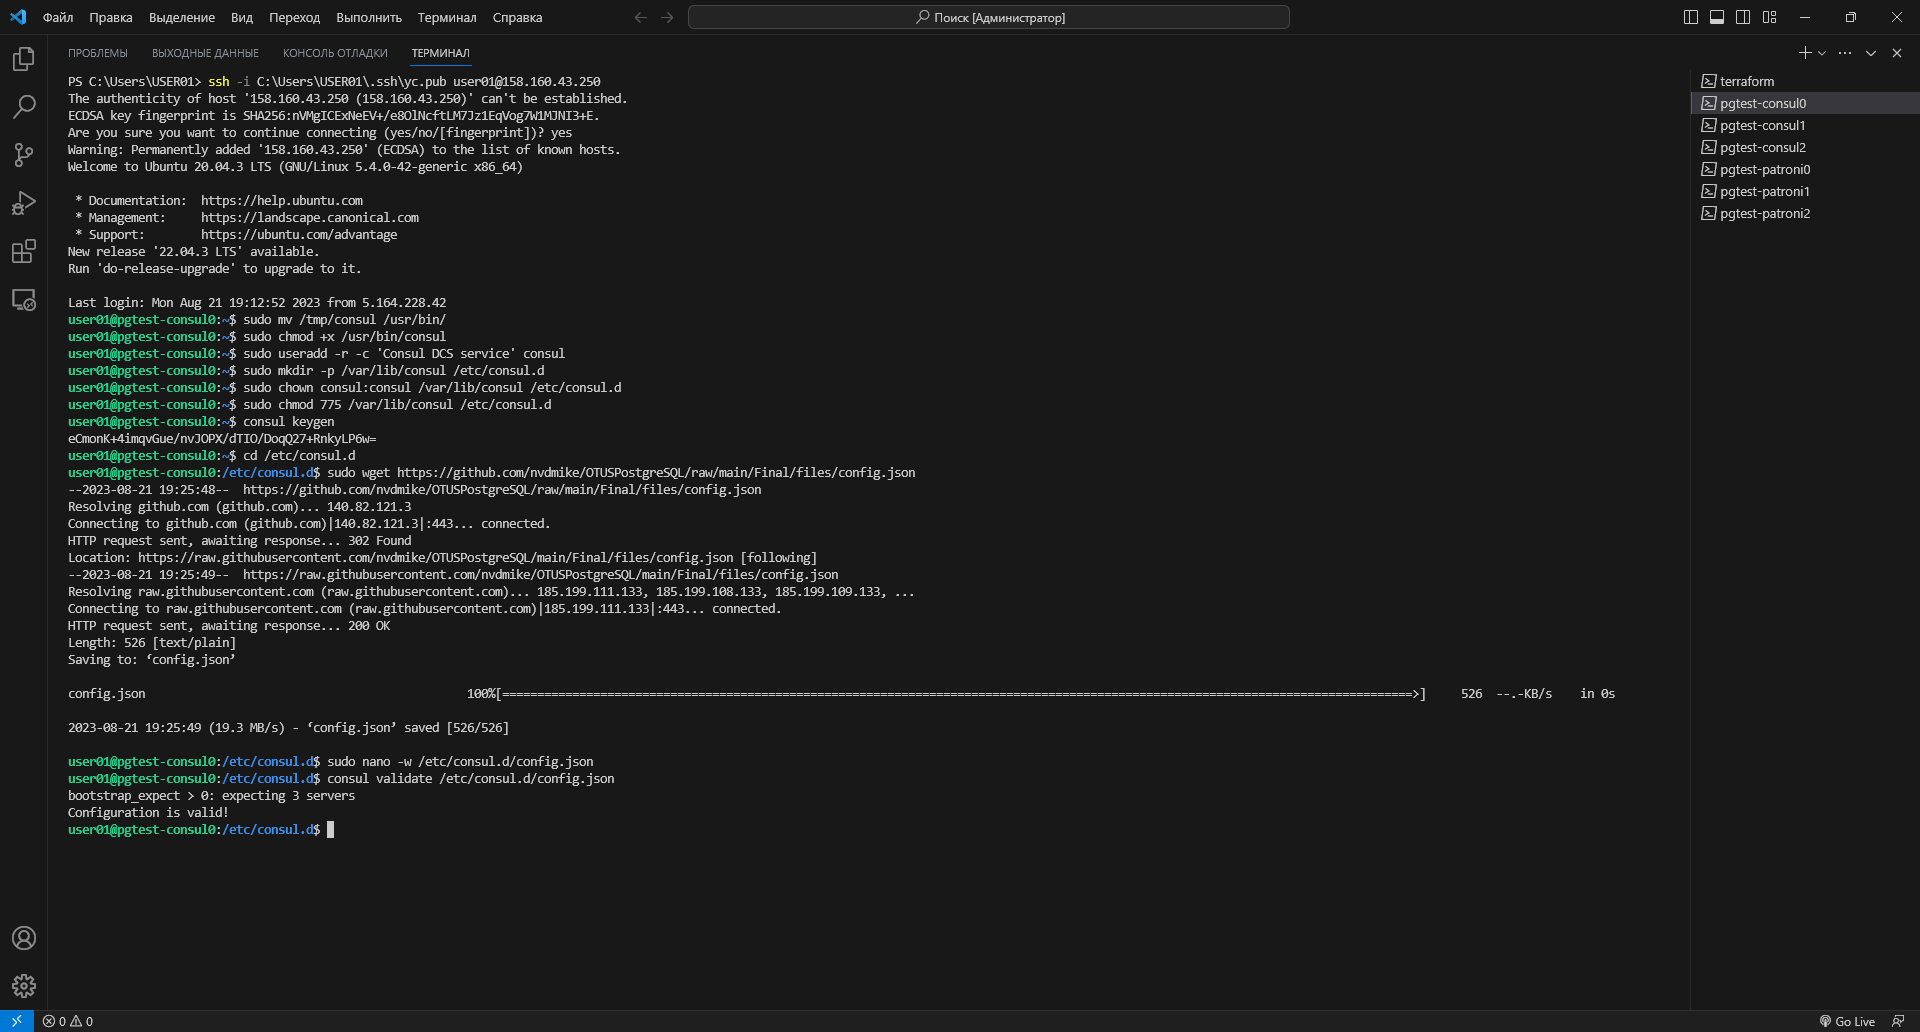 Файл Правка Выделение Вид Переход Выполнить Терминал Справка
Поиск [Администратор]
ПРОБЛЕМЫ ВЫХОДНЫЕ ДАННЫЕ КОНСОЛЬ ОТЛАДКИ ТЕРМИНАЛ
PS C:\Users\USER01> ssh -i C:\Users\USER01\.ssh\yc.pub user01@158.160.43.250
The authenticity of host '158.160.43.250 (158.160.43.250)' can't be established.
ECDSA key fingerprint is SHA256:nVMgICExNeEV+/e8OlNcftLM7Jz1EqVog7W1MJNI3+E.
Are you sure you want to continue connecting (yes/no/[fingerprint])? yes
Warning: Permanently added '158.160.43.250' (ECDSA) to the list of known hosts.
Welcome to Ubuntu 20.04.3 LTS (GNU/Linux 5.4.0-42-generic x86_64)
* Documentation:  https://help.ubuntu.com
* Management:     https://landscape.canonical.com
* Support:        https://ubuntu.com/advantage
New release '22.04.3 LTS' available.
Run 'do-release-upgrade' to upgrade to it.
Last login: Mon Aug 21 19:12:52 2023 from 5.164.228.42
user01@pgtest-consul0:~$ sudo mv /tmp/consul /usr/bin/
user01@pgtest-consul0:~$ sudo chmod +x /usr/bin/consul
user01@pgtest-consul0:~$ sudo useradd -r -c 'Consul DCS service' consul
user01@pgtest-consul0:~$ sudo mkdir -p /var/lib/consul /etc/consul.d
user01@pgtest-consul0:~$ sudo chown consul:consul /var/lib/consul /etc/consul.d
user01@pgtest-consul0:~$ sudo chmod 775 /var/lib/consul /etc/consul.d
user01@pgtest-consul0:~$ consul keygen
eCmonK+4imqvGue/nvJOPX/dTIO/DoqQ27+RnkyLP6w=
user01@pgtest-consul0:~$ cd /etc/consul.d
user01@pgtest-consul0:/etc/consul.d$ sudo wget https://github.com/nvdmike/OTUSPostgreSQL/raw/main/Final/files/config.json
--2023-08-21 19:25:48--  https://github.com/nvdmike/OTUSPostgreSQL/raw/main/Final/files/config.json
Resolving github.com (github.com)... 140.82.121.3
Connecting to github.com (github.com)|140.82.121.3|:443... connected.
HTTP request sent, awaiting response... 302 Found
Location: https://raw.githubusercontent.com/nvdmike/OTUSPostgreSQL/main/Final/files/config.json [following]
--2023-08-21 19:25:49--  https://raw.githubusercontent.com/nvdmike/OTUSPostgreSQL/main/Final/files/config.json
Resolving raw.githubusercontent.com (raw.githubusercontent.com)... 185.199.111.133, 185.199.108.133, 185.199.109.133, ...
Connecting to raw.githubusercontent.com (raw.githubusercontent.com)|185.199.111.133|:443... connected.
HTTP request sent, awaiting response... 200 OK
Length: 526 [text/plain]
Saving to: ‘config.json’
config.json 100%[==================================================================================================================================>] 526 --.-KB/s in 0s
2023-08-21 19:25:49 (19.3 MB/s) - ‘config.json’ saved [526/526]
user01@pgtest-consul0:/etc/consul.d$ sudo nano -w /etc/consul.d/config.json
user01@pgtest-consul0:/etc/consul.d$ consul validate /etc/consul.d/config.json
bootstrap_expect > 0: expecting 3 servers
Configuration is valid!
user01@pgtest-consul0:/etc/consul.d$
terraform
pgtest-consul0
pgtest-consul1
pgtest-consul2
pgtest-patroni0
pgtest-patroni1
pgtest-patroni2
0 0
Go Live